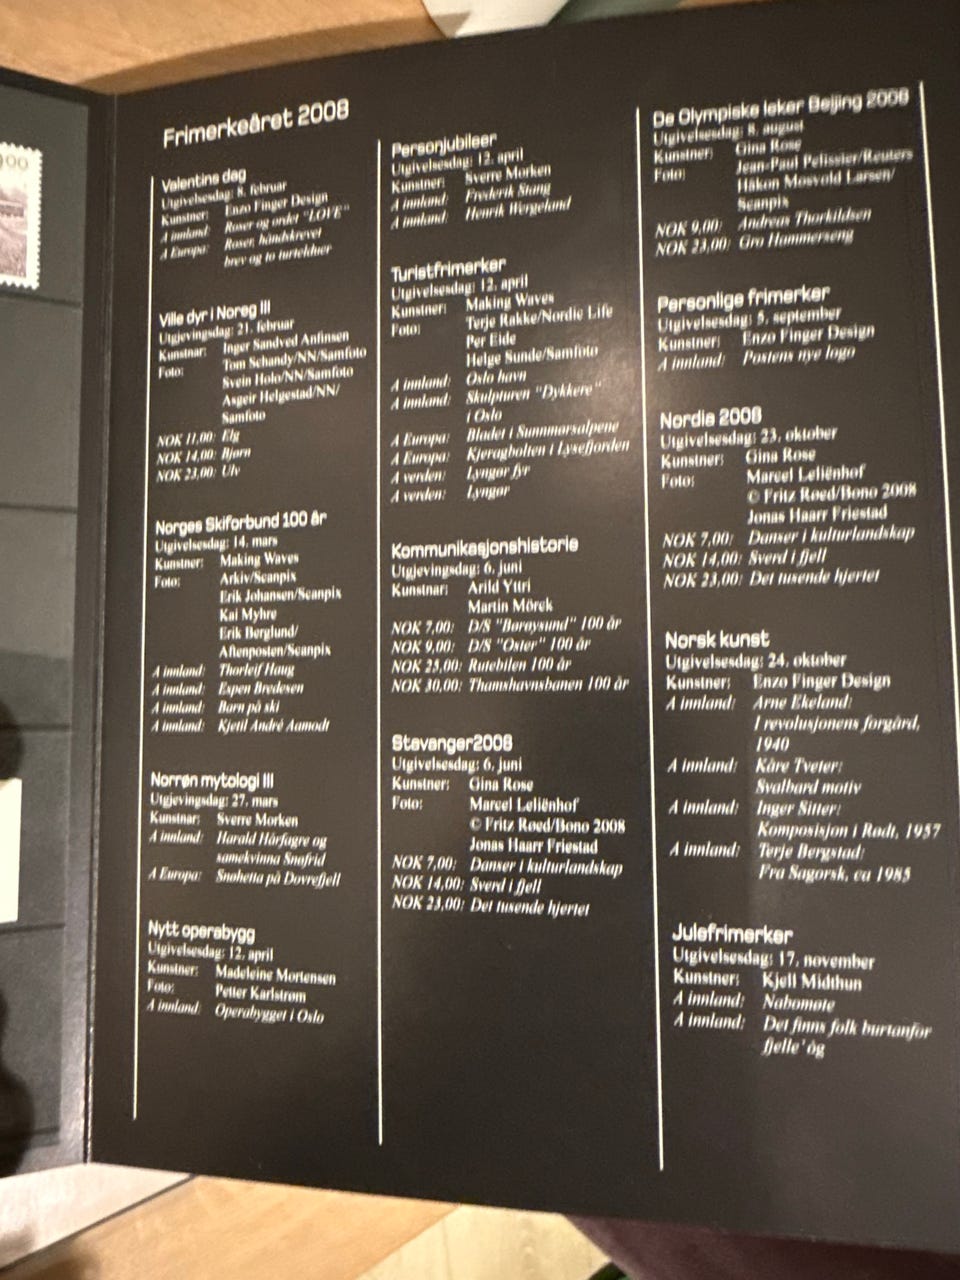 00
Frimerkeåret 2008
Valentins dag
Utgivelsesdag: 8. februar
Kunstner: Enzo Finger Design
A innland: Roser og ordet "LOVE"
A Europa: Roser, håndskrevet
brev og to turtelduer
Ville dyr i Noreg III
Utgjevingsdag: 21. februar
Kunstnar: Inger Sandved Anfinsen
Foto: Tom Schandy/NN/Samfoto
Svein Holo/NN/Samfoto
Asgeir Helgestad/NN/
Samfoto
NOK 11,00: Elg
NOK 14,00: Bjørn
NOK 23,00: Ulv
Norges Skiforbund 100 år
Utgivelsesdag: 14. mars
Kunstner: Making Waves
Foto: Arkiv/Scanpix
Erik Johansen/Scanpix
Kai Myhre
Erik Berglund/
Aftenposten/Scanpix
A innland: Thorleif Haug
A innland: Espen Bredesen
A innland: Barn på ski
A innland: Kjetil André Aamodt
Norrøn mytologi III
Utgjevingsdag: 27. mars
Kunstnar: Sverre Morken
A innland: Harald Hårfagre og
samekvinna Snøfrid
A Europa: Snøhetta på Dovrefjell
Nytt operabygg
Utgivelsesdag: 12. april
Kunstner: Madeleine Mortensen
Foto: Petter Karlstrøm
A innland: Operabygget i Oslo
Personjubileer
Utgivelsesdag: 12. april
Kunstner: Sverre Morken
A innland: Frederik Stang
A innland: Henrik Wergeland
Turistfrimerker
Utgivelsesdag: 12. april
Kunstner: Making Waves
Foto: Terje Rakke/Nordic Life
Per Eide
Helge Sunde/Samfoto
A innland: Oslo havn
A innland: Skulpturen "Dykkere"
i Oslo
A Europa: Bladet i Sunnmørsalpene
A Europa: Kjeragbolten i Lysefjorden
A verden: Lyngør fyr
A verden: Lyngør
Kommunikasjonshistorie
Utgjevingsdag: 6. juni
Kunstnar: Arild Yttri
Martin Mörck
NOK 7,00: D/S "Børøysund" 100 år
NOK 9,00: D/S "Oster" 100 år
NOK 25,00: Rutebilen 100 år
NOK 30,00: Thamshavnsbanen 100 år
Stavanger2008
Utgivelsesdag: 6. juni
Kunstner: Gina Rose
Foto: Marcel Leliënhof
© Fritz Røed/Bono 2008
Jonas Haarr Friestad
NOK 7,00: Danser i kulturlandskap
NOK 14,00: Sverd i fjell
NOK 23,00: Det tusende hjertet
De Olympiske leker Beijing 2008
Utgivelsesdag: 8. august
Kunstner: Gina Rose
Foto: Jean-Paul Pelissier/Reuters
Håkon Mosvold Larsen/
Scanpix
NOK 9,00: Andreas Thorkildsen
NOK 23,00: Gro Hammerseng
Personlige frimerker
Utgivelsesdag: 5. september
Kunstner: Enzo Finger Design
A innland: Postens nye logo
Nordia 2008
Utgivelsesdag: 23. oktober
Kunstner: Gina Rose
Foto: Marcel Leliënhof
© Fritz Røed/Bono 2008
Jonas Haarr Friestad
NOK 7,00: Danser i kulturlandskap
NOK 14,00: Sverd i fjell
NOK 23,00: Det tusende hjertet
Norsk kunst
Utgivelsesdag: 24. oktober
Kunstner: Enzo Finger Design
A innland: Arne Ekeland:
I revolusjonens forgård,
1940
A innland: Kåre Tveter:
Svalbard motiv
A innland: Inger Sitter:
Komposisjon i Rødt, 1957
A innland: Terje Bergstad:
Fra Sagorsk, ca 1985
Julefrimerker
Utgivelsesdag: 17. november
Kunstner: Kjell Midthun
A innland: Nabomøte
A innland: Det finns folk burtanfor
fjelle' òg